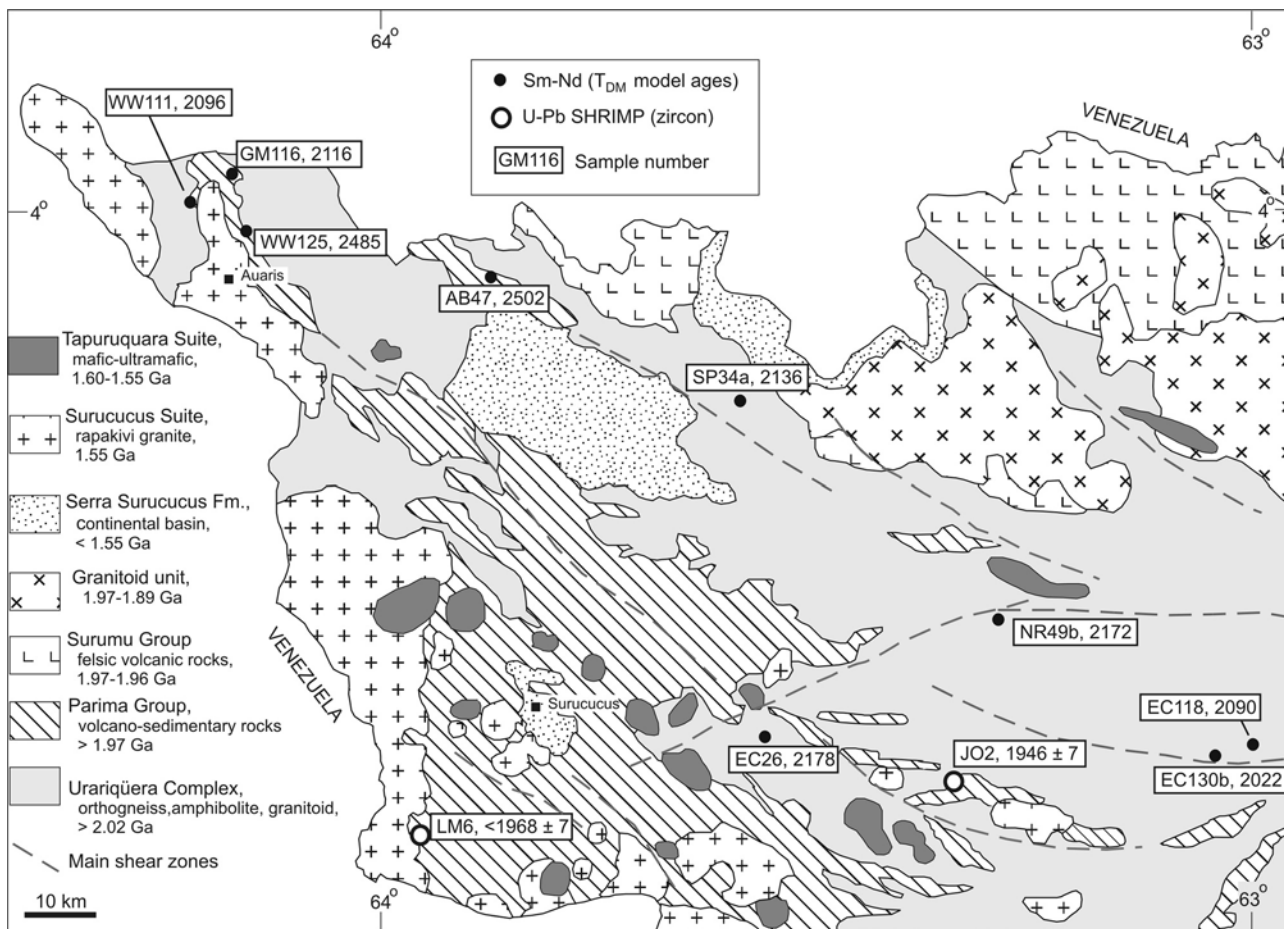 64°
63°
Sm-Nd (TDM model ages)
U-Pb SHRIMP (zircon)
GM116 Sample number
VENEZUELA
WW111, 2096
GM116, 2116
4°
4°
WW125, 2485
Auaris
AB47, 2502
SP34a, 2136
Tapuruquara Suite,
mafic-ultramafic,
1.60-1.55 Ga
Surucucus Suite,
rapakivi granite,
1.55 Ga
Serra Surucucus Fm.,
continental basin,
< 1.55 Ga
Granitoid unit,
1.97-1.89 Ga
Surumu Group
felsic volcanic rocks,
1.97-1.96 Ga
Parima Group,
volcano-sedimentary rocks
> 1.97 Ga
Urariqüera Complex,
orthogneiss,amphibolite, granitoid,
> 2.02 Ga
Main shear zones
10 km
VENEZUELA
NR49b, 2172
Surucucus
EC118, 2090
EC26, 2178
JO2, 1946 ± 7
EC130b, 2022
LM6, <1968 ± 7
64°
63°